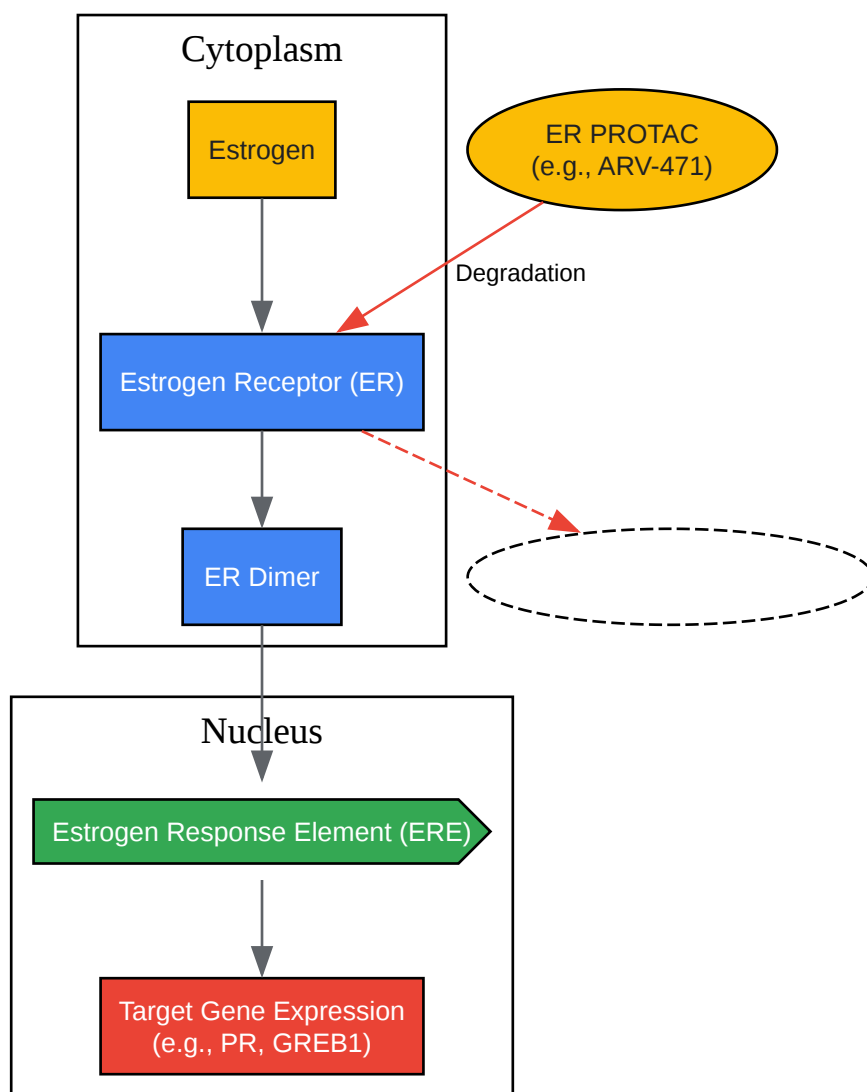 Cytoplasm
Estrogen
ER PROTAC
(e.g., ARV-471)
Degradation
Estrogen Receptor (ER)
ER Dimer
Nucleus
Estrogen Response Element (ERE)
Target Gene Expression
(e.g., PR, GREB1)